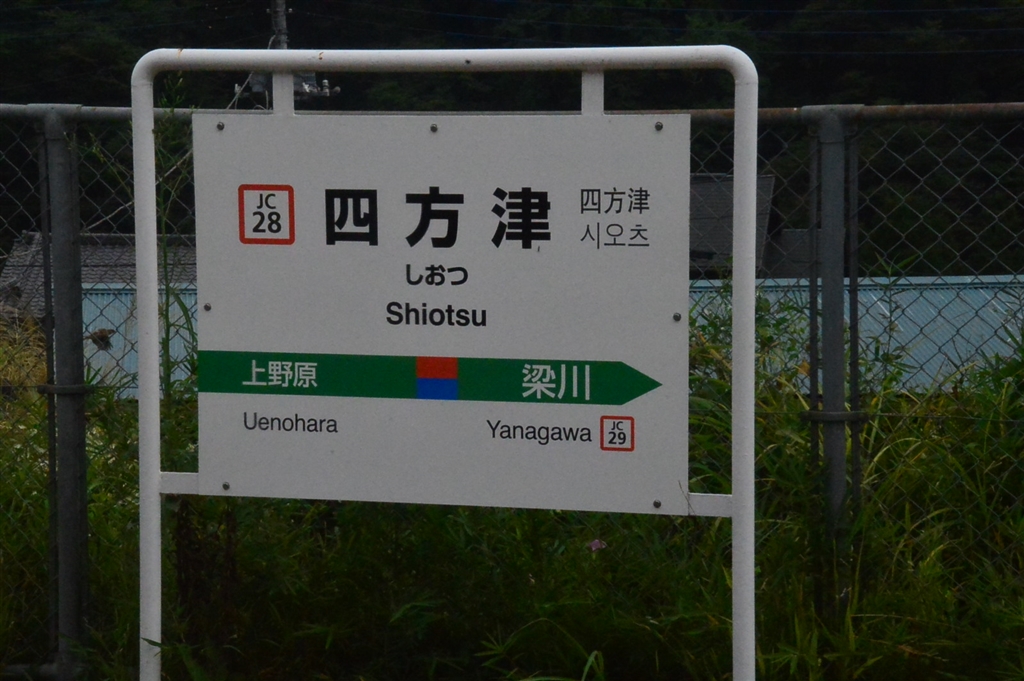 JC
28
四方津
四方津
시오츠
しおつ
Shiotsu
上野原
梁川
Uenohara
Yanagawa
JC
29